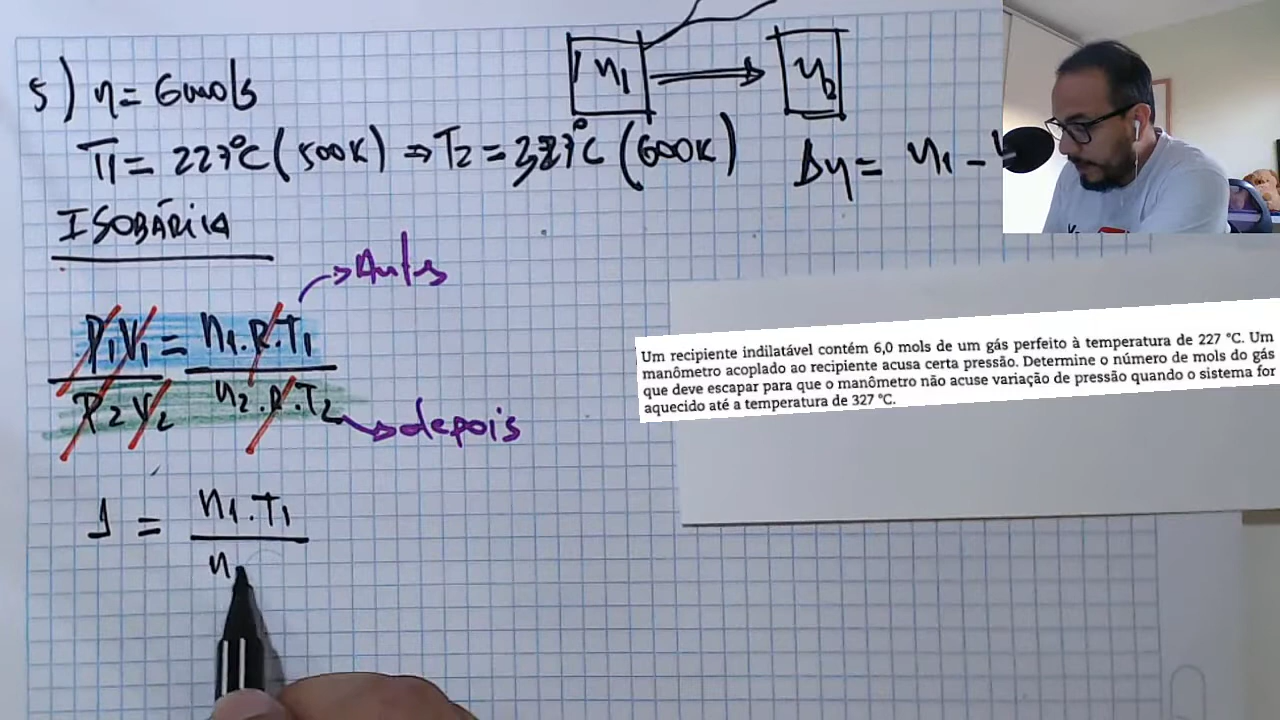 5) n = 6 mols
n1 → n2
T1 = 227°C (500K) ⇒ T2 = 327°C (600K)
Δn = n1 -
ISOBÁRICA
Antes
P1V1 = n1.R.T1
P2V2 n2.R.T2
depois
1 = n1.T1
n
Um recipiente indilatável contém 6,0 mols de um gás perfeito à temperatura de 227 °C. Um
manômetro acoplado ao recipiente acusa certa pressão. Determine o número de mols do gás
que deve escapar para que o manômetro não acuse variação de pressão quando o sistema for
aquecido até a temperatura de 327 °C.